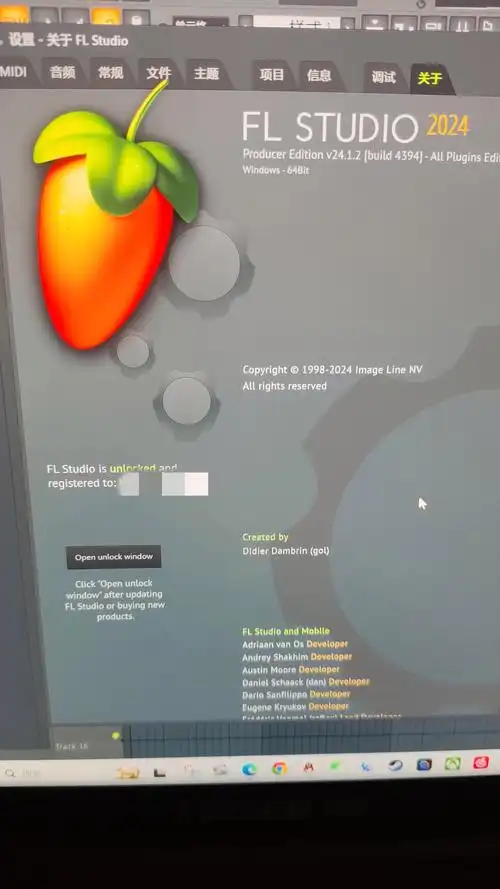 设置 - 关于 FL Studio
MIDI 音频 常规 文件 主题 项目 信息 调试 关于
FL STUDIO 2024
Producer Edition v24.1.2 [build 4394] - All Plugins Edi
Windows - 64Bit
Copyright © 1998-2024 Image Line NV
All rights reserved
FL Studio is unlocked and
registered to:
Open unlock window
Click "Open unlock
window" after updating
FL Studio or buying new
products.
Created by
Didier Dambrin (gol)
FL Studio and Mobile
Adriaan van Os Developer
Andrey Shakhim Developer
Austin Moore Developer
Daniel Schaack (dan) Developer
Dario Sanfilippo Developer
Eugene Kryukov Developer
Track 16